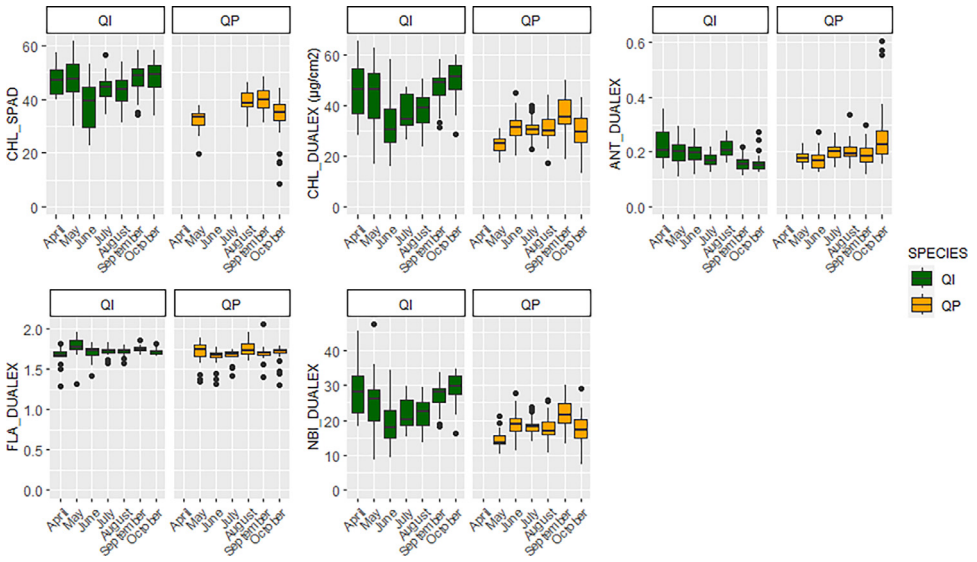 QI QP
CHL_SPAD
60
40
20
0
April May June July August September October
April May June July August September October
QI QP
CHL_DUALEX (µg/cm2)
60
40
20
0
April May June July August September October
April May June July August September October
QI QP
ANT_DUALEX
0.6
0.4
0.2
0.0
April May June July August September October
April May June July August September October
SPECIES
QI
QP
QI QP
FLA_DUALEX
2.0
1.5
1.0
0.5
0.0
April May June July August September October
April May June July August September October
QI QP
NBI_DUALEX
40
30
20
10
0
April May June July August September October
April May June July August September October